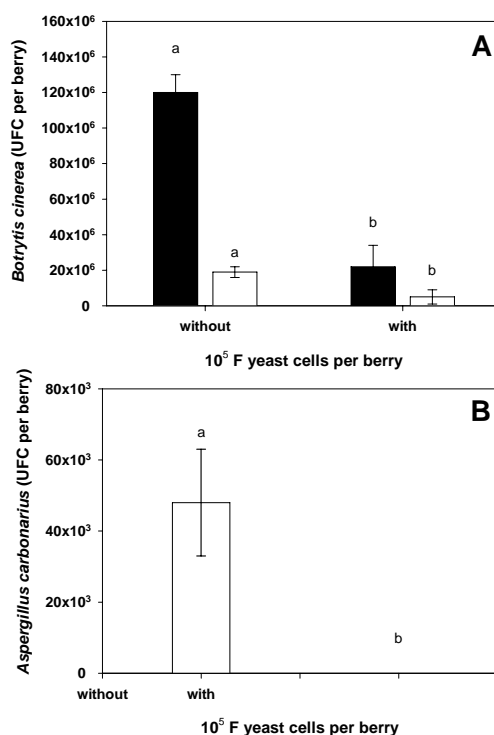 160x10⁶
140x10⁶
120x10⁶
100x10⁶
80x10⁶
60x10⁶
40x10⁶
20x10⁶
0
Botrytis cinerea (UFC per berry)
A
a
a
b
b
without with
10⁵ F yeast cells per berry
80x10³
60x10³
40x10³
20x10³
0
Aspergillus carbonarius (UFC per berry)
B
a
b
without with
10⁵ F yeast cells per berry